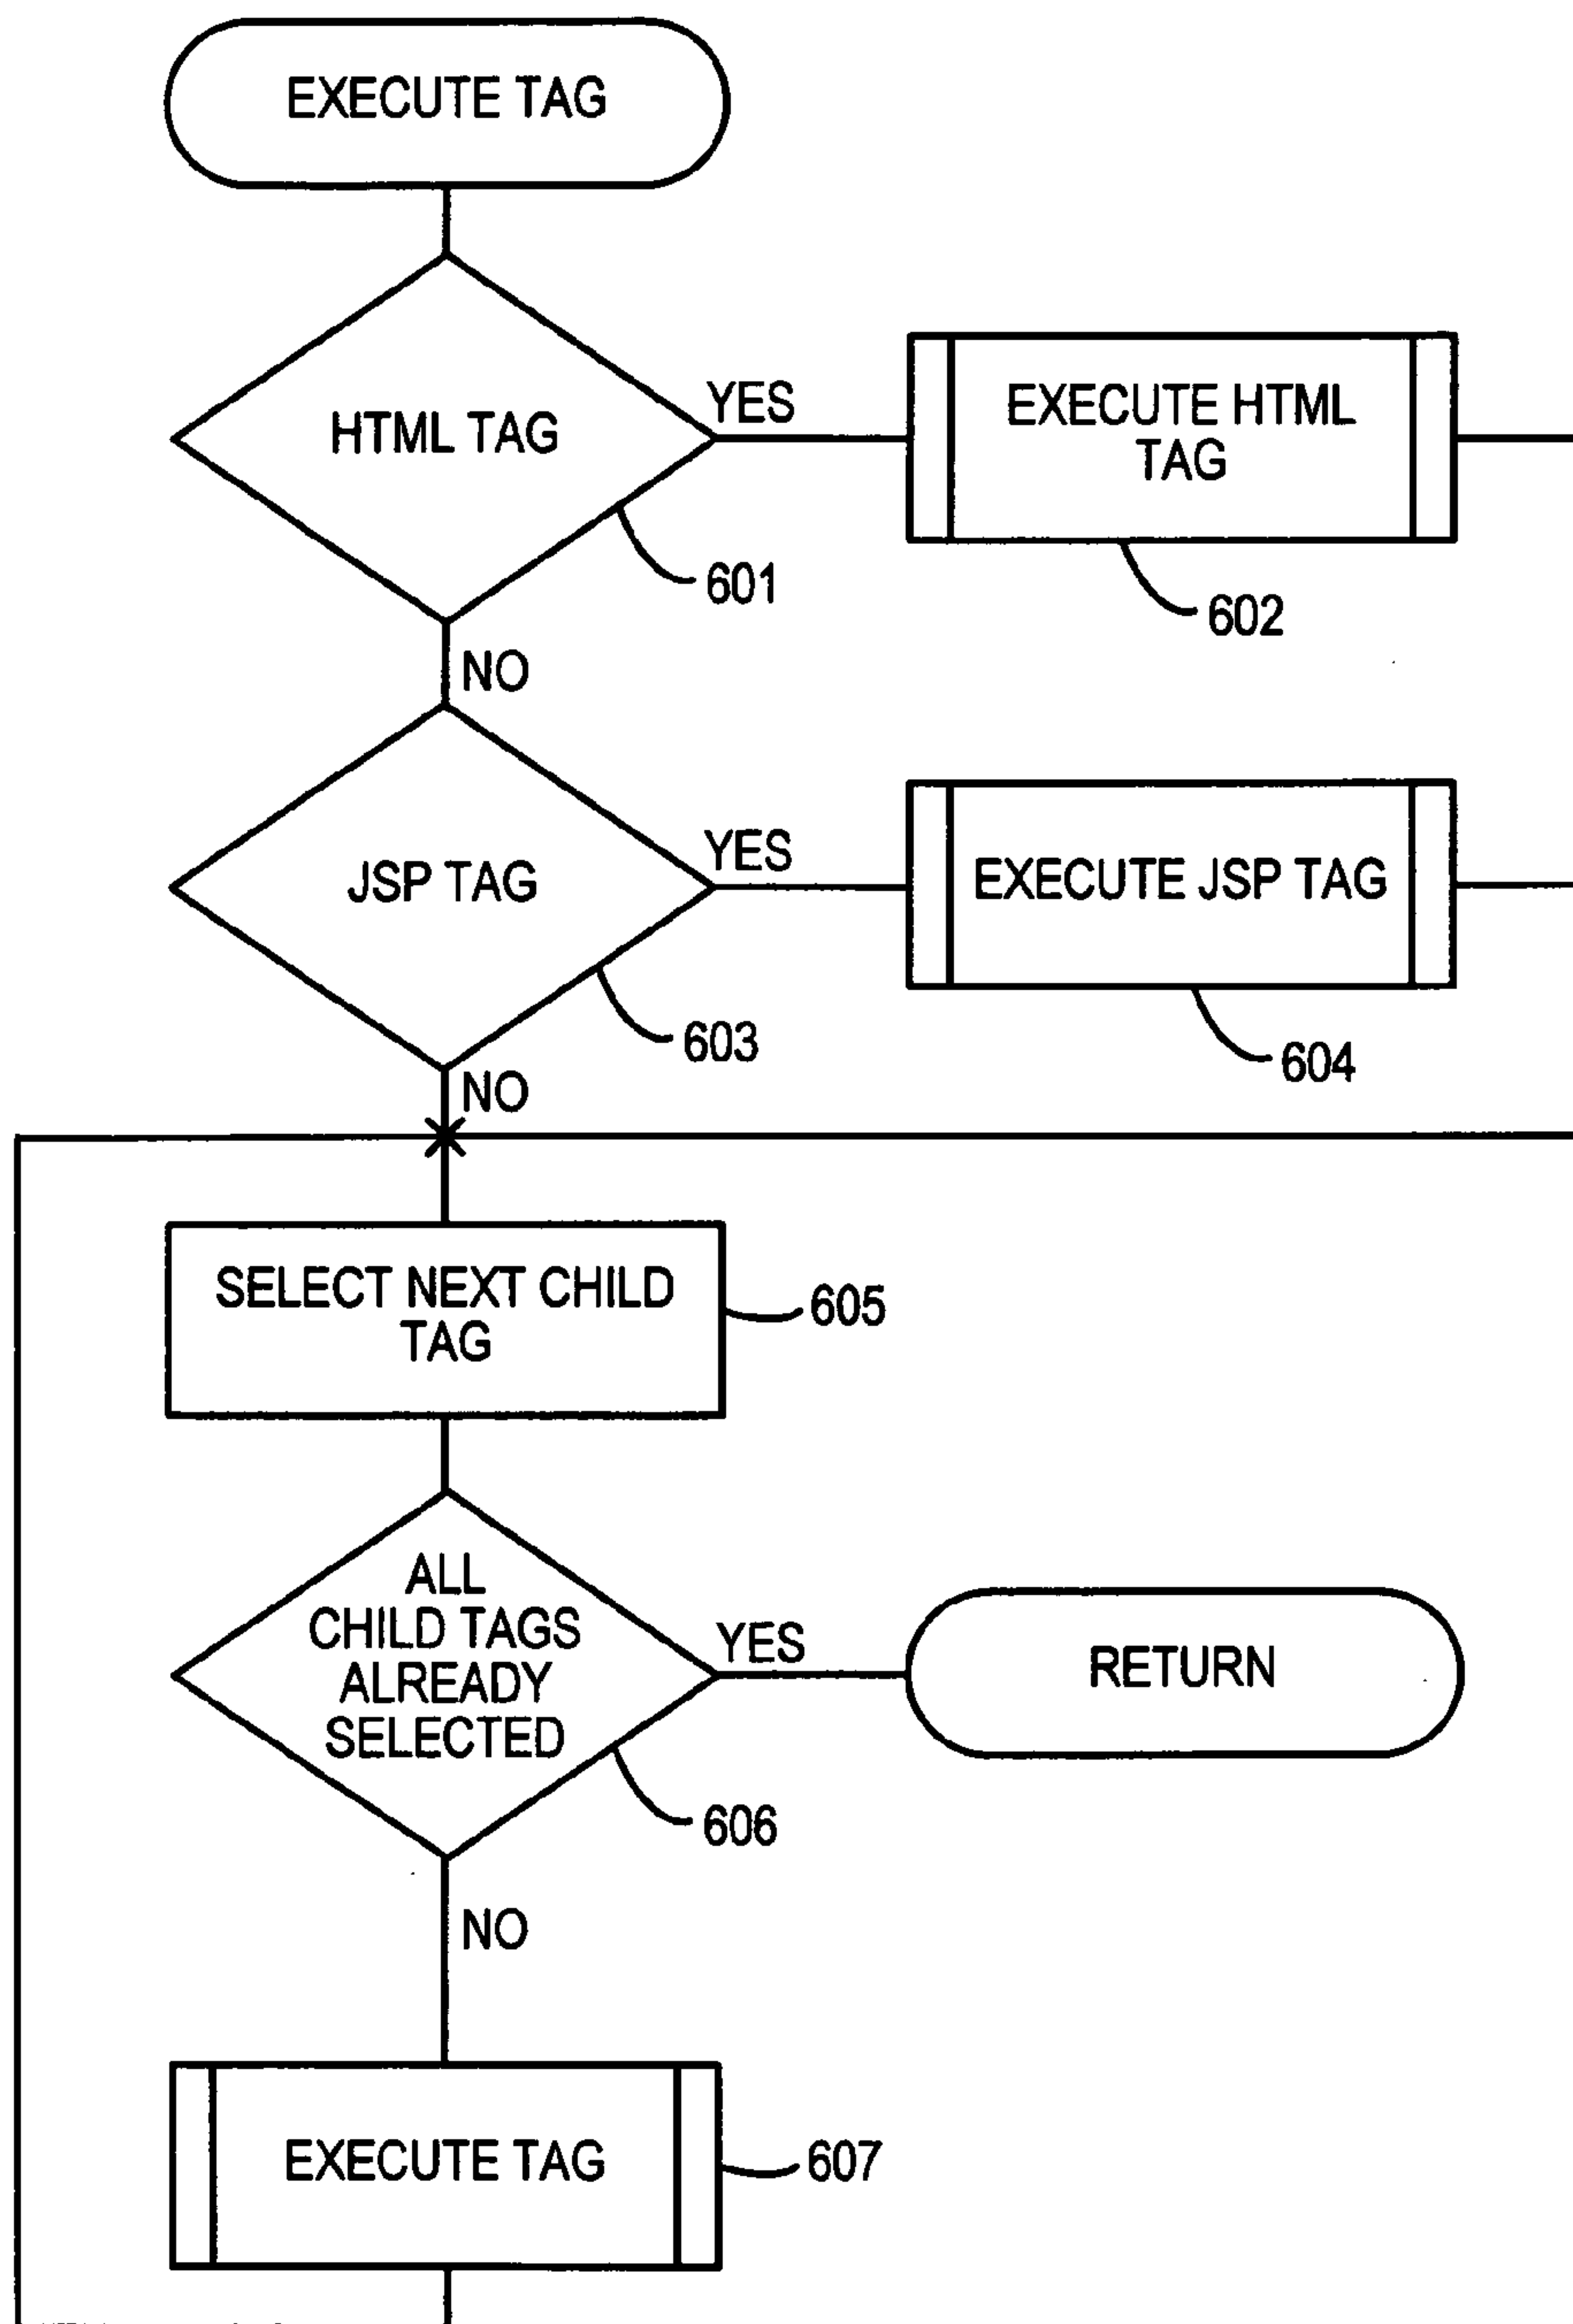 EXECUTE TAG
HTML TAG
YES
EXECUTE HTML
TAG
601
602
NO
JSP TAG
YES
EXECUTE JSP TAG
603
604
NO
SELECT NEXT CHILD
TAG
605
ALL
CHILD TAGS
ALREADY
SELECTED
YES
RETURN
606
NO
EXECUTE TAG
607